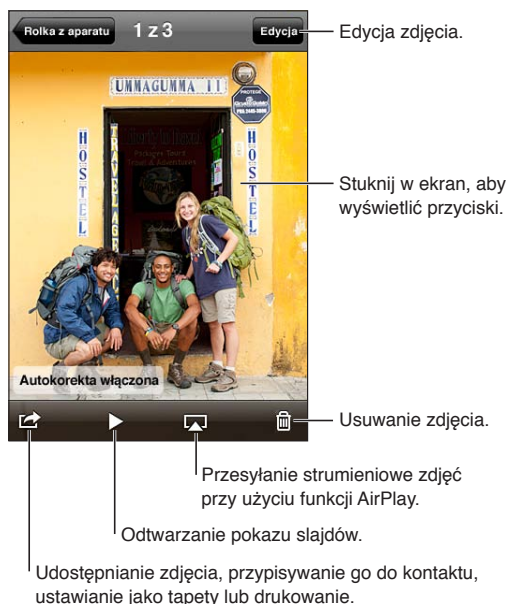 Rolka z aparatu
1 z 3
Edycja
Edycja zdjęcia.
UMMAGUMMA II
PROTEGE
HOSTEL
HOSTEL
TRAVEL AG
Stuknij w ekran, aby
wyświetlić przyciski.
Autokorekta włączona
Usuwanie zdjęcia.
Przesyłanie strumieniowe zdjęć
przy użyciu funkcji AirPlay.
Odtwarzanie pokazu slajdów.
Udostępnianie zdjęcia, przypisywanie go do kontaktu,
ustawianie jako tapety lub drukowanie.